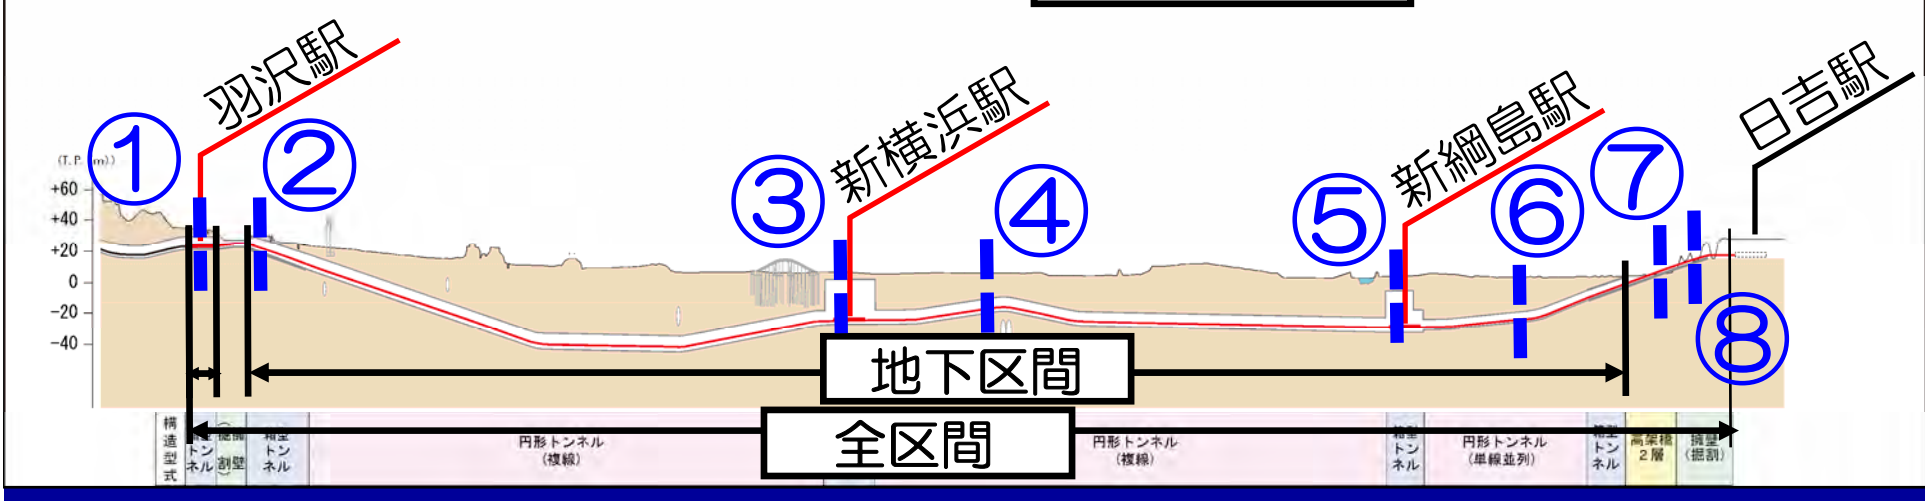 羽沢駅
新横浜駅
新綱島駅
日吉駅
①
②
③
④
⑤
⑥
⑦
⑧
(T.P. m))
+60
+40
+20
0
−20
−40
地下区間
全区間
構造型式
トンネル
割壁
トンネル
円形トンネル
(複線)
円形トンネル
(複線)
トンネル
円形トンネル
(単線並列)
トンネル
高架橋
2層
擁壁
(掘割)